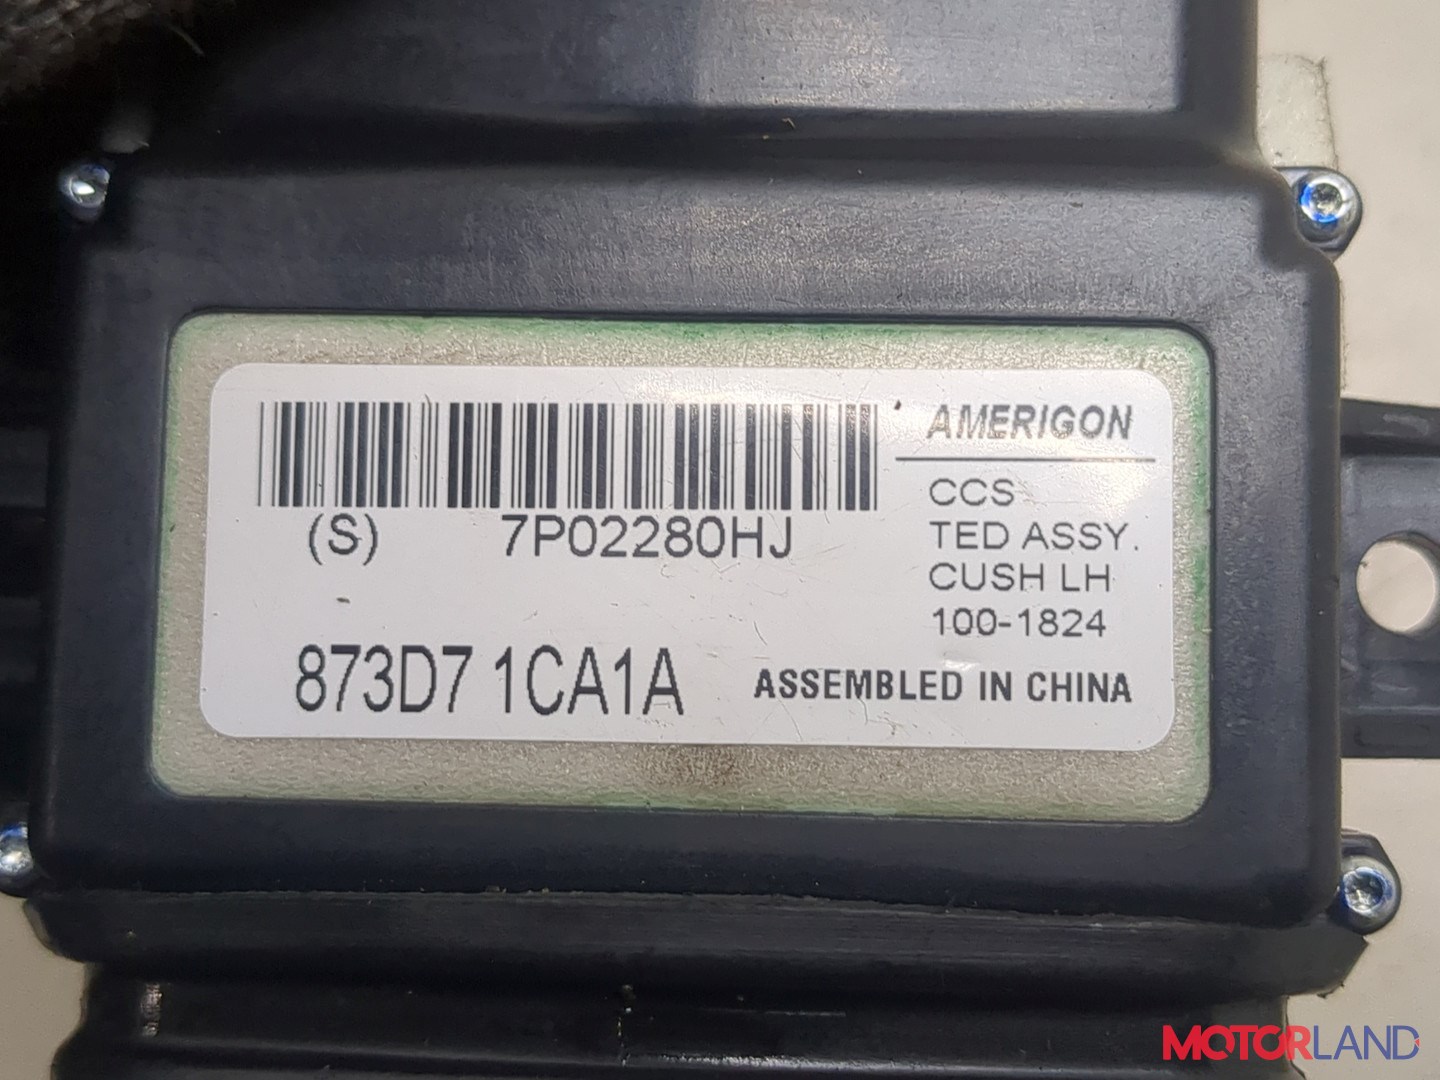 AMERIGON
(S) 7P02280HJ
CCS
TED ASSY.
CUSH LH
100-1824
873D7 1CA1A
ASSEMBLED IN CHINA
MOTORLAND